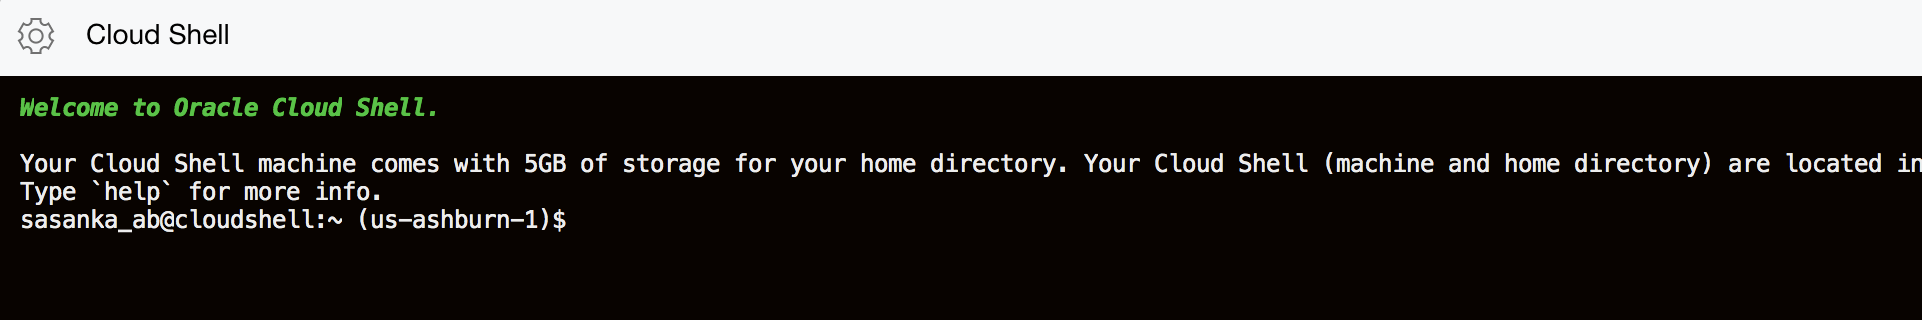 Cloud Shell
Welcome to Oracle Cloud Shell.
Your Cloud Shell machine comes with 5GB of storage for your home directory. Your Cloud Shell (machine and home directory) are located in
Type `help` for more info.
sasanka_ab@cloudshell:~ (us-ashburn-1)$